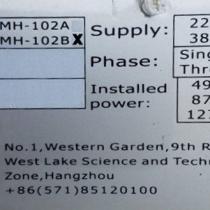 MH-102A
MH-102B X
Supply: 22
38
Phase: Sing
Thr
Installed 49
power: 87
127
No.1, Western Garden, 9th R
West Lake Science and Techn
Zone, Hangzhou
+86(571)85120100